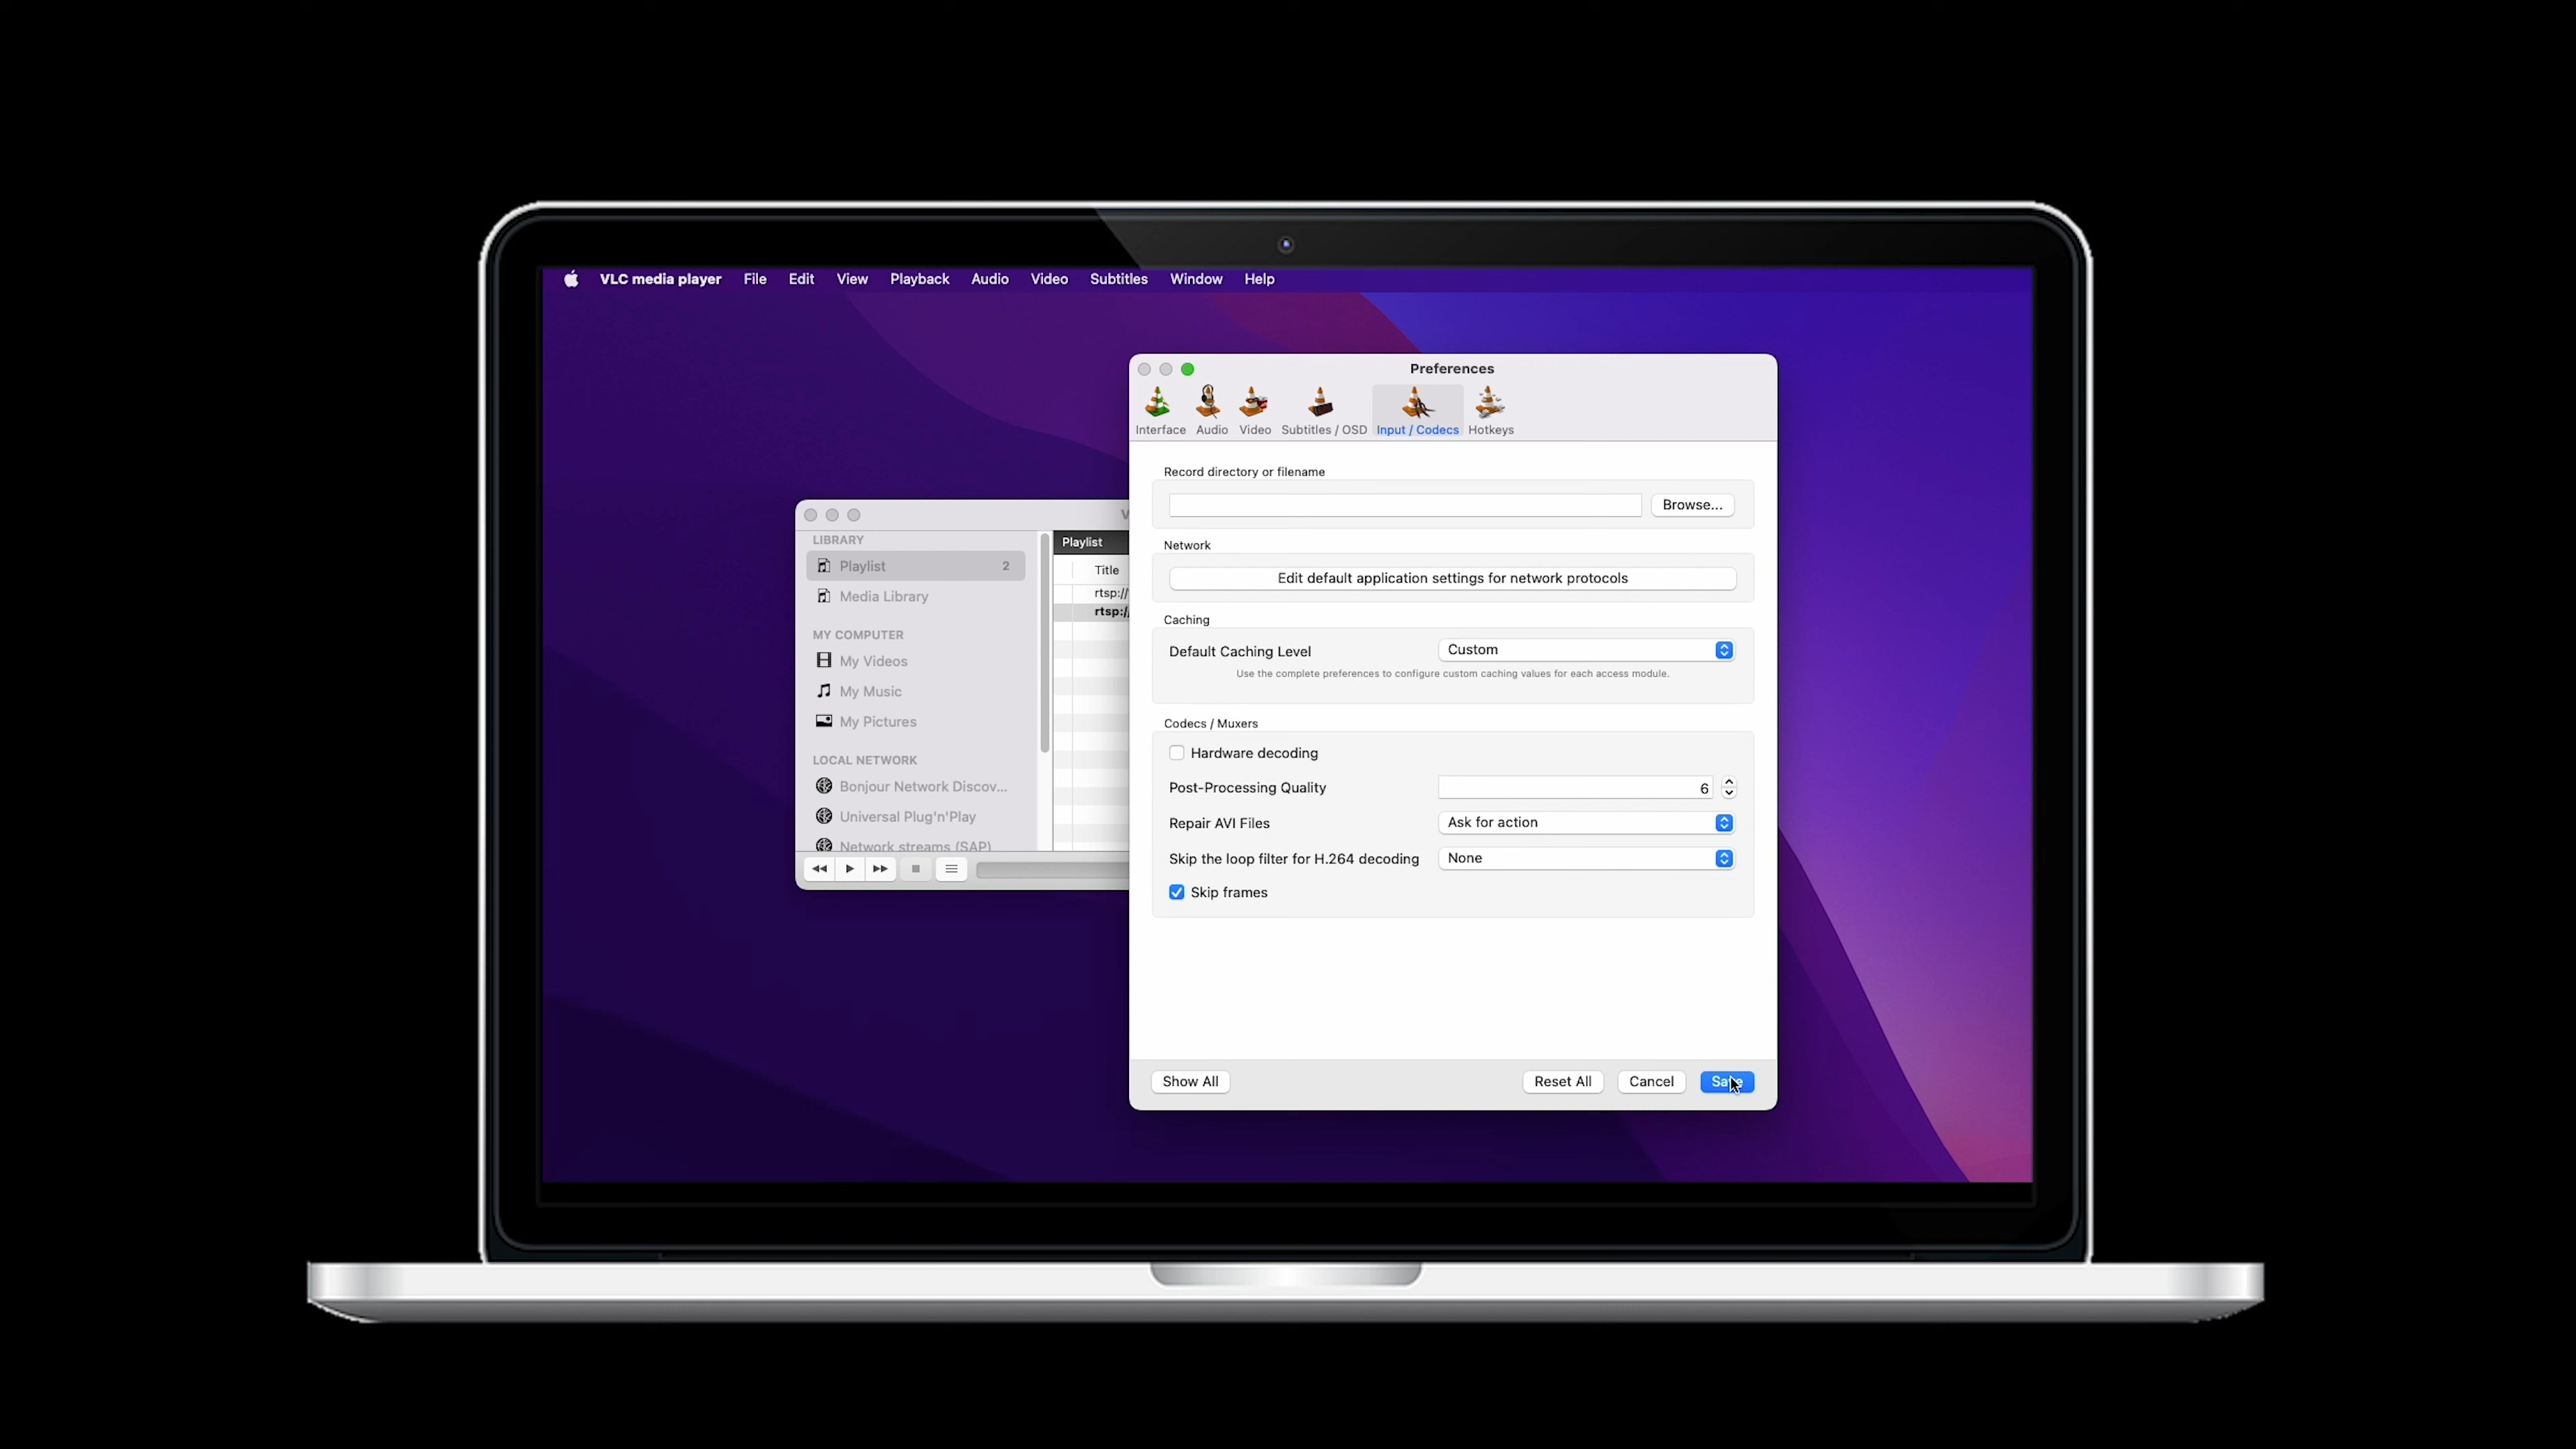 VLC media player File Edit View Playback Audio Video Subtitles Window Help
Preferences
Interface Audio Video Subtitles / OSD Input / Codecs Hotkeys
Record directory or filename
Browse...
Network
Edit default application settings for network protocols
Caching
Default Caching Level Custom
Use the complete preferences to configure custom caching values for each access module.
Codecs / Muxers
Hardware decoding
Post-Processing Quality 6
Repair AVI Files Ask for action
Skip the loop filter for H.264 decoding None
Skip frames
Show All Reset All Cancel Save
LIBRARY
Playlist 2
Media Library
MY COMPUTER
My Videos
My Music
My Pictures
LOCAL NETWORK
Bonjour Network Discov...
Universal Plug'n'Play
Network streams (SAP)
Playlist
Title
rtsp://
rtsp://